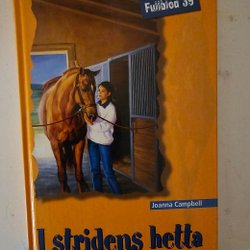 Fullblod 39
Joanna Campbell
I stridens hetta